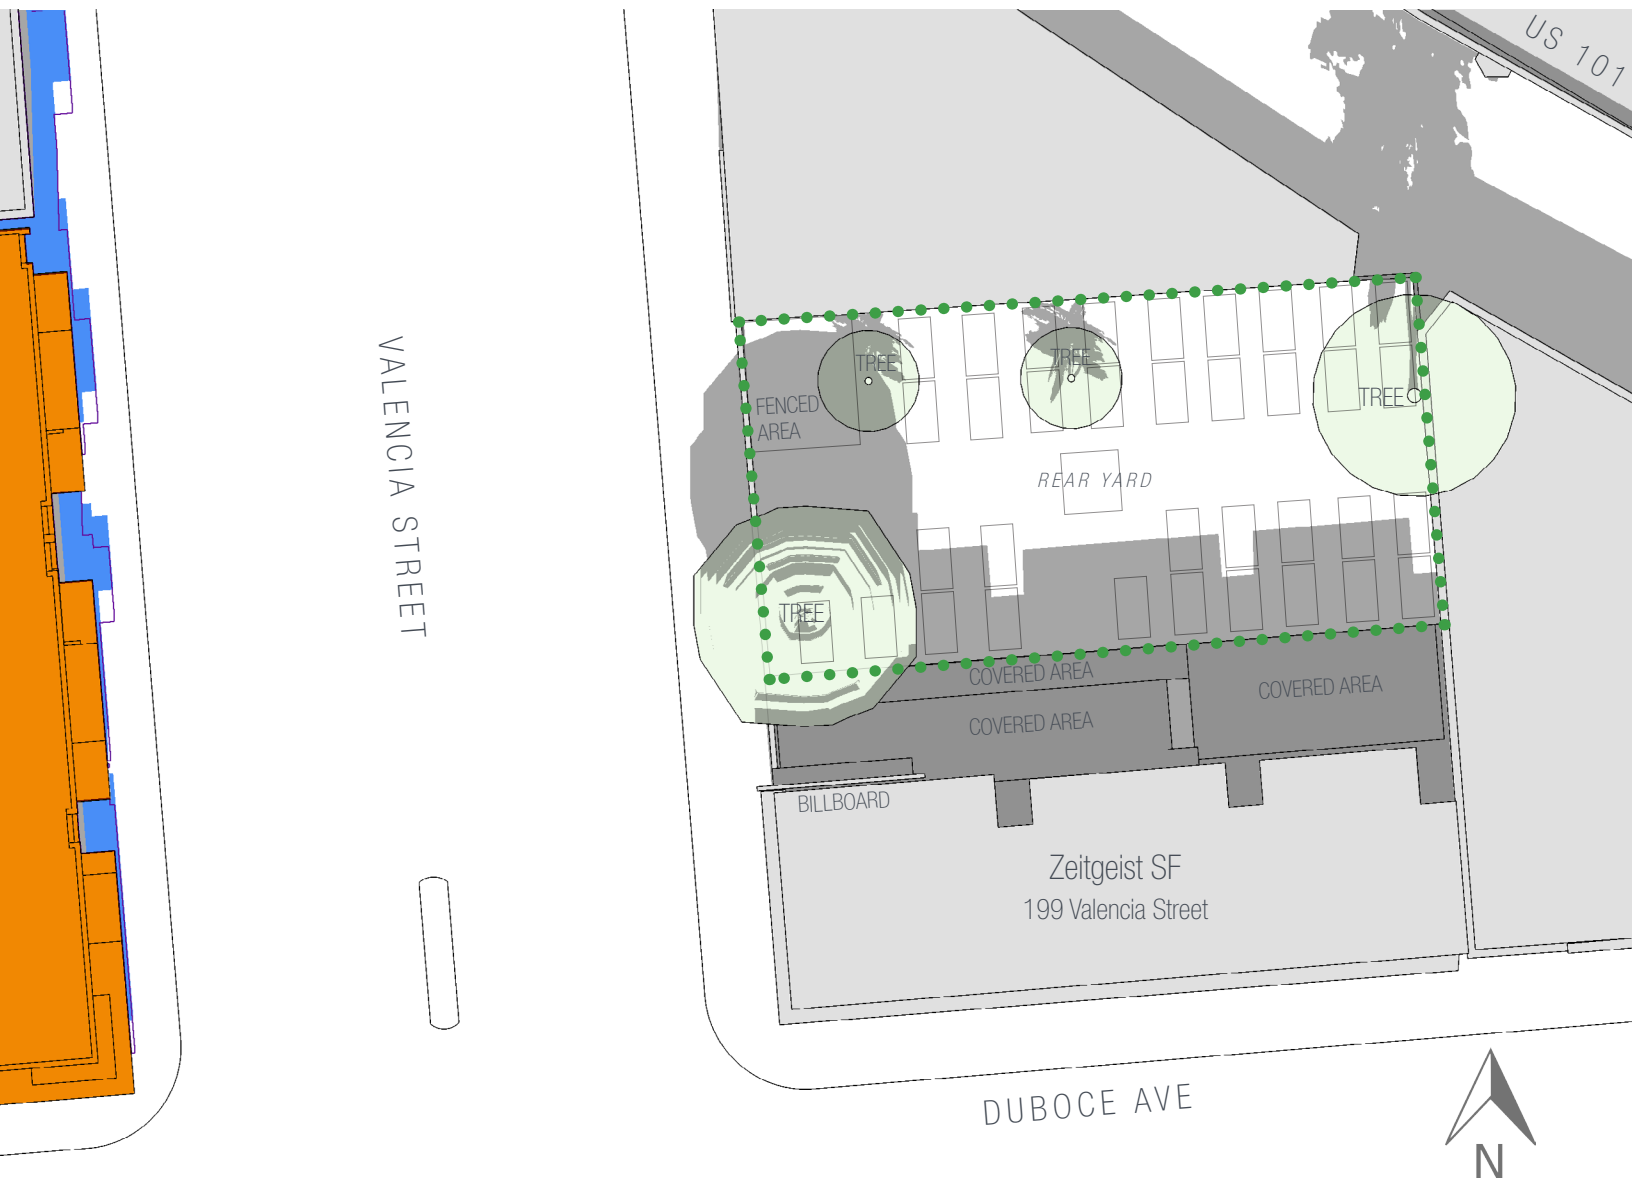 US 101
VALENCIA STREET
TREE
TREE
TREE
FENCED
AREA
REAR YARD
TREE
COVERED AREA
COVERED AREA
COVERED AREA
BILLBOARD
Zeitgeist SF
199 Valencia Street
DUBOCE AVE
N